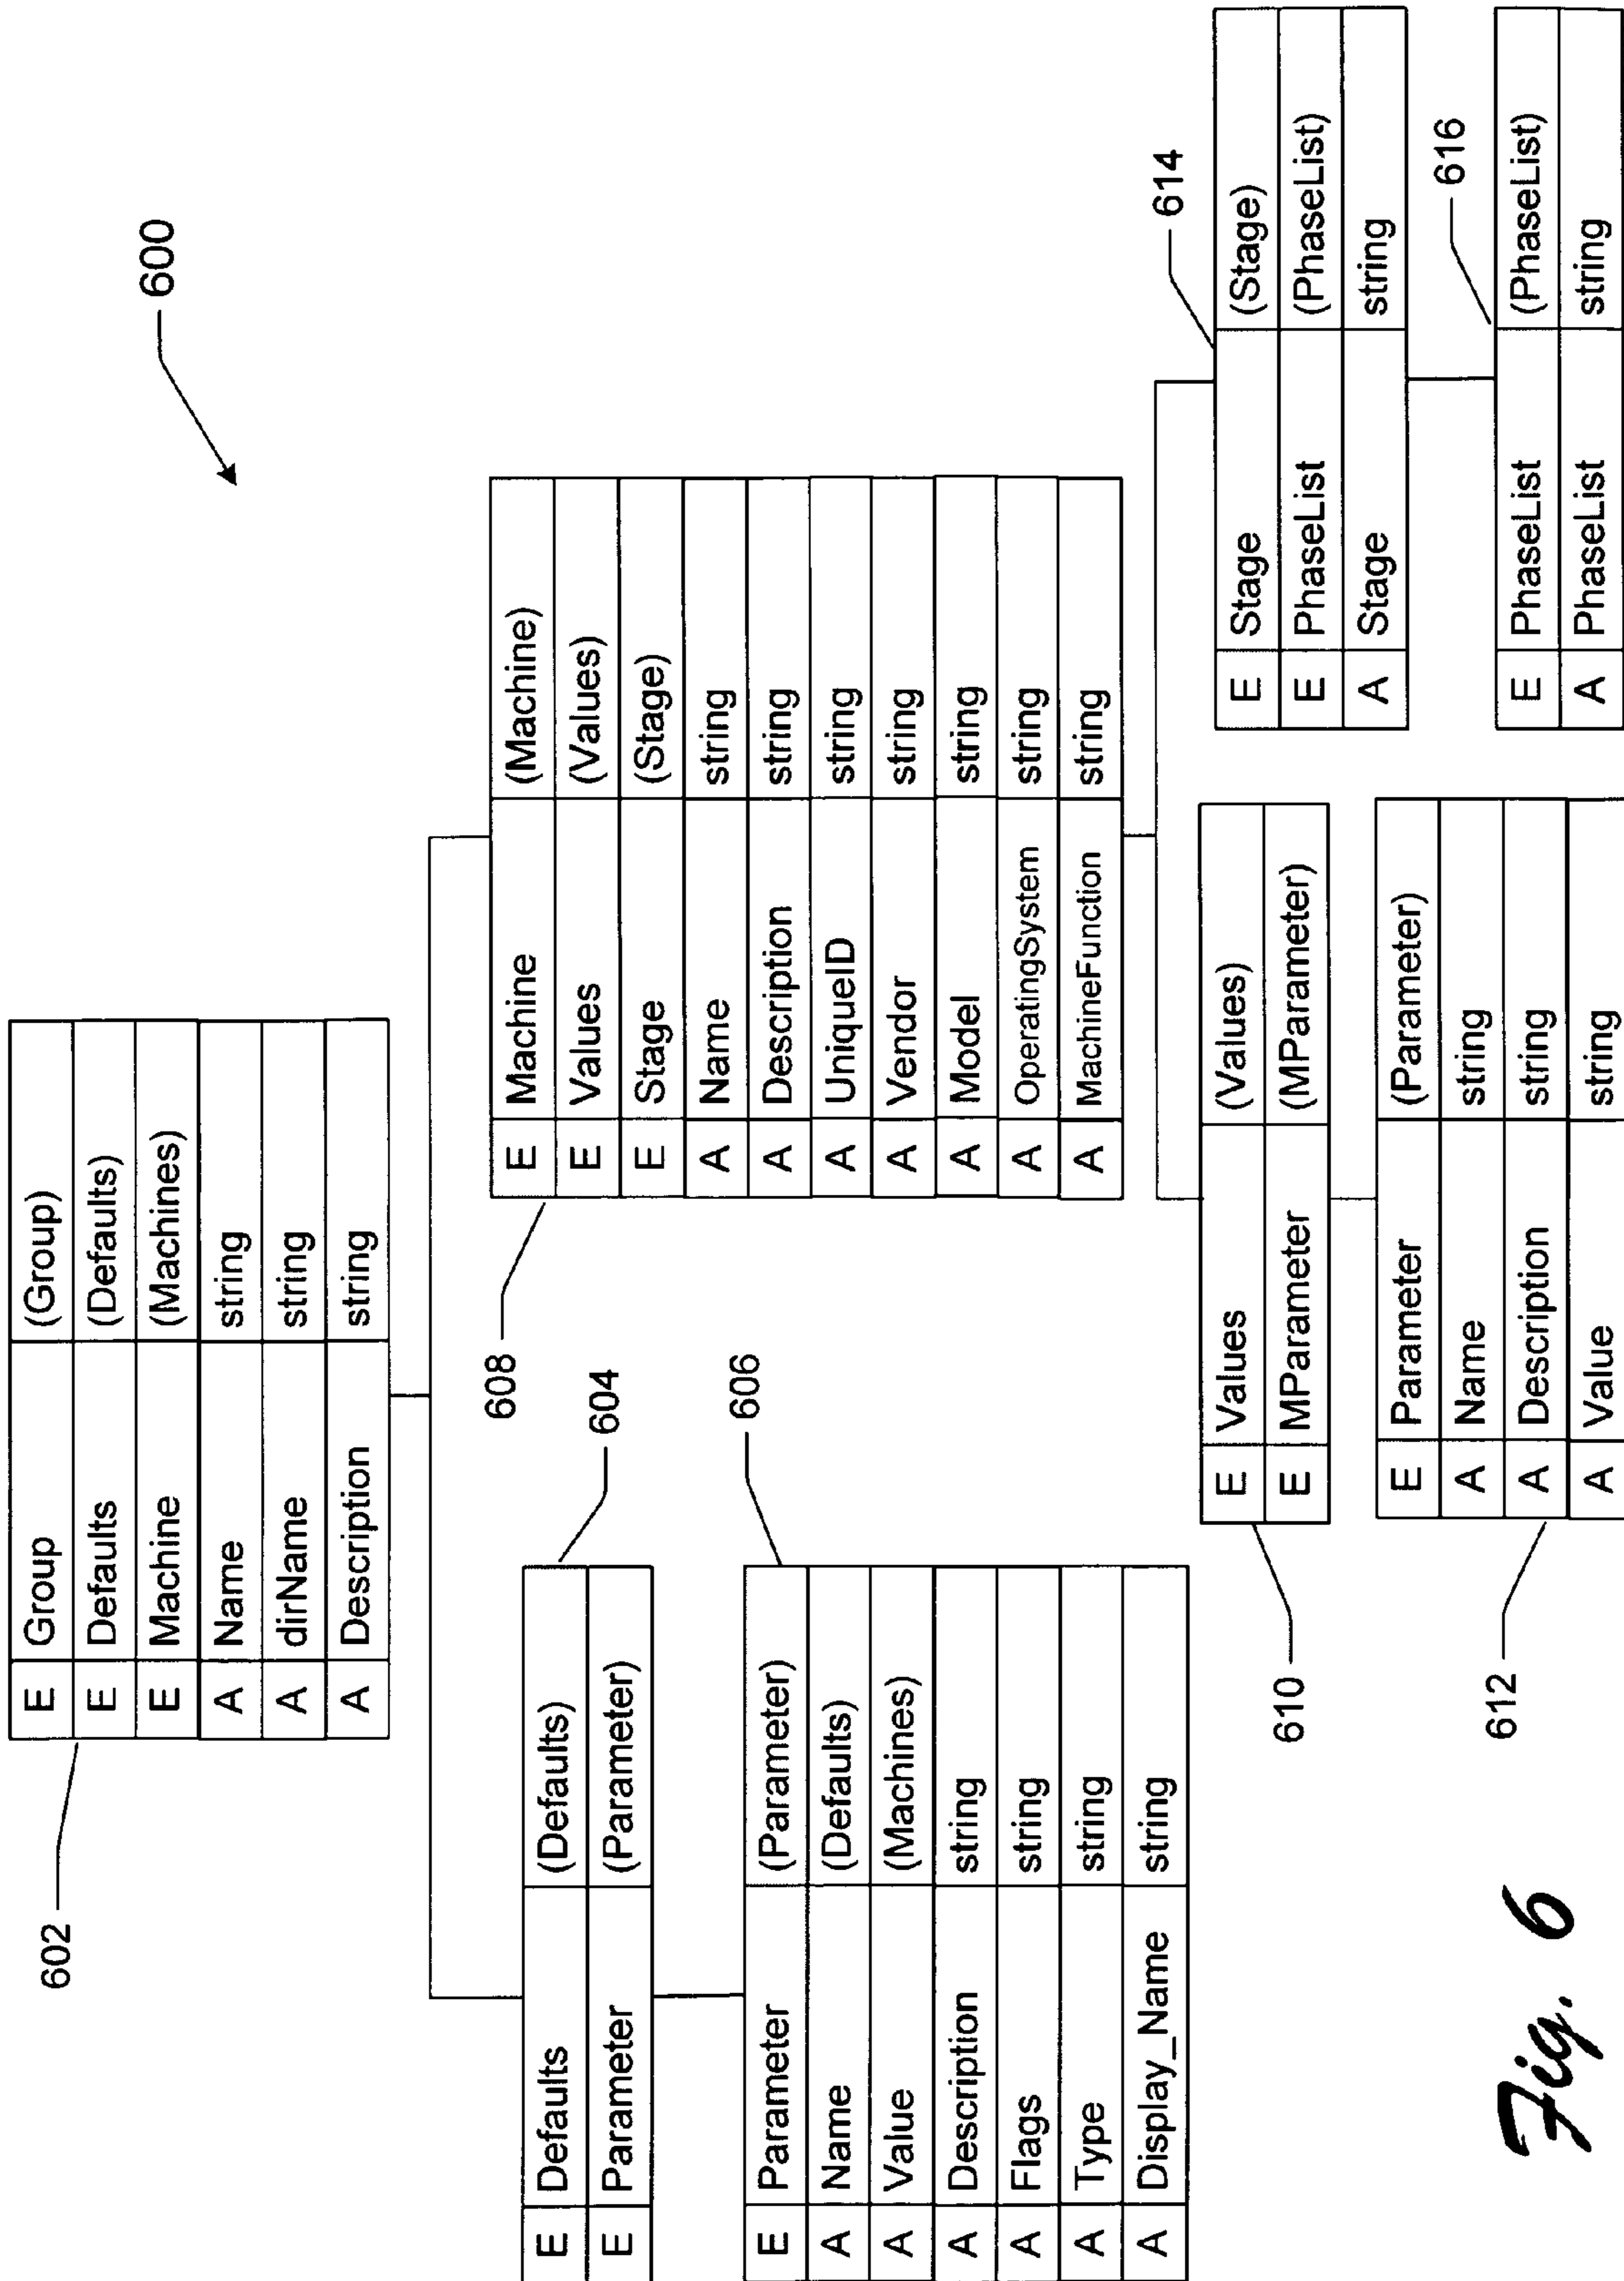 600
602
E Group (Group)
E Defaults (Defaults)
E Machine (Machines)
A Name string
A dirName string
A Description string
604
E Defaults (Defaults)
E Parameter (Parameter)
606
E Parameter (Parameter)
A Name (Defaults)
A Value (Machines)
A Description string
A Flags string
A Type string
A Display_Name string
608
E Machine (Machine)
E Values (Values)
E Stage (Stage)
A Name string
A Description string
A UniqueID string
A Vendor string
A Model string
A OperatingSystem string
A MachineFunction string
610
E Values (Values)
E MParameter (MParameter)
612
E Parameter (Parameter)
A Name string
A Description string
A Value string
614
E Stage (Stage)
E PhaseList (PhaseList)
A Stage string
616
E PhaseList (PhaseList)
A PhaseList string
Fig. 6